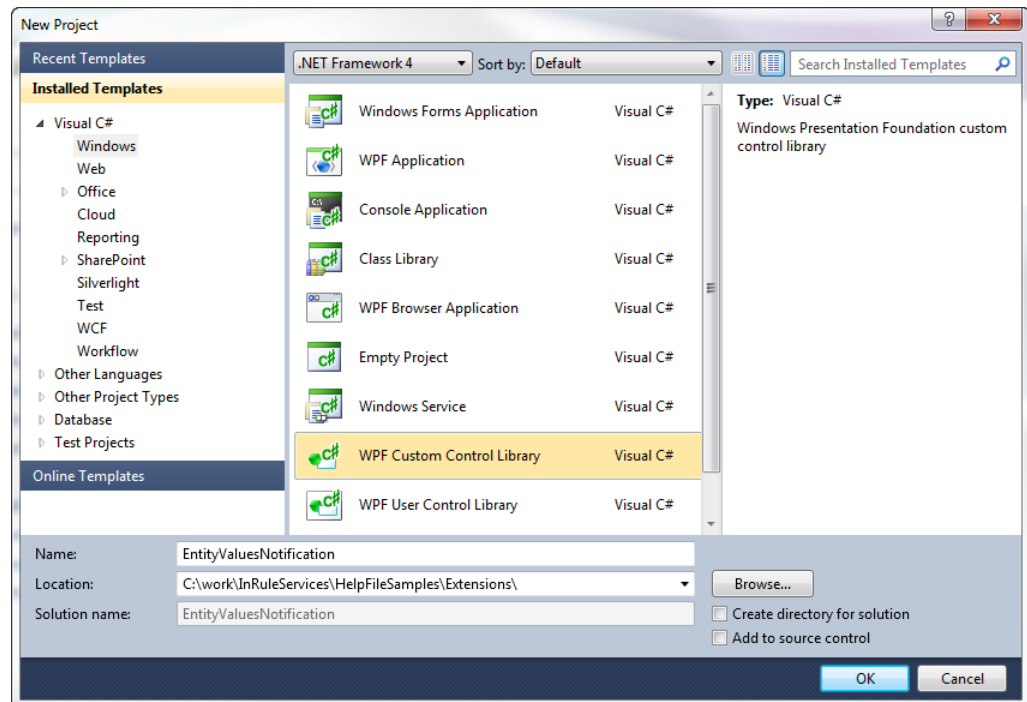 New Project
Recent Templates
Installed Templates
Visual C#
Windows
Web
Office
Cloud
Reporting
SharePoint
Silverlight
Test
WCF
Workflow
Other Languages
Other Project Types
Database
Test Projects
Online Templates
.NET Framework 4 Sort by: Default
Search Installed Templates
Windows Forms Application Visual C#
WPF Application Visual C#
Console Application Visual C#
Class Library Visual C#
WPF Browser Application Visual C#
Empty Project Visual C#
Windows Service Visual C#
WPF Custom Control Library Visual C#
WPF User Control Library Visual C#
Type: Visual C#
Windows Presentation Foundation custom
control library
Name: EntityValuesNotification
Location: C:\work\InRuleServices\HelpFileSamples\Extensions\ Browse...
Solution name: EntityValuesNotification
Create directory for solution
Add to source control
OK Cancel